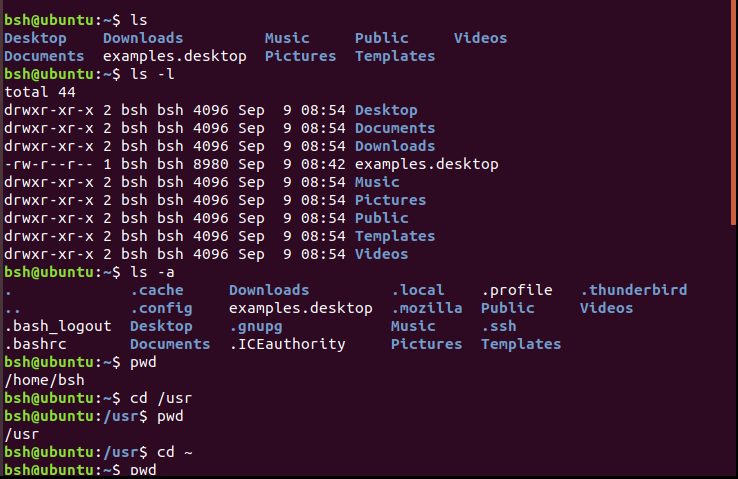 bsh@ubuntu:~$ ls
Desktop    Downloads         Music     Public     Videos
Documents  examples.desktop  Pictures  Templates
bsh@ubuntu:~$ ls -l
total 44
drwxr-xr-x 2 bsh bsh 4096 Sep  9 08:54 Desktop
drwxr-xr-x 2 bsh bsh 4096 Sep  9 08:54 Documents
drwxr-xr-x 2 bsh bsh 4096 Sep  9 08:54 Downloads
-rw-r--r-- 1 bsh bsh 8980 Sep  9 08:42 examples.desktop
drwxr-xr-x 2 bsh bsh 4096 Sep  9 08:54 Music
drwxr-xr-x 2 bsh bsh 4096 Sep  9 08:54 Pictures
drwxr-xr-x 2 bsh bsh 4096 Sep  9 08:54 Public
drwxr-xr-x 2 bsh bsh 4096 Sep  9 08:54 Templates
drwxr-xr-x 2 bsh bsh 4096 Sep  9 08:54 Videos
bsh@ubuntu:~$ ls -a
.             .cache     Downloads         .local    .profile   .thunderbird
..            .config    examples.desktop  .mozilla  Public     Videos
.bash_logout  Desktop    .gnupg            Music     .ssh
.bashrc       Documents  .ICEauthority     Pictures  Templates
bsh@ubuntu:~$ pwd
/home/bsh
bsh@ubuntu:~$ cd /usr
bsh@ubuntu:/usr$ pwd
/usr
bsh@ubuntu:/usr$ cd ~
bsh@ubuntu:~$ pwd